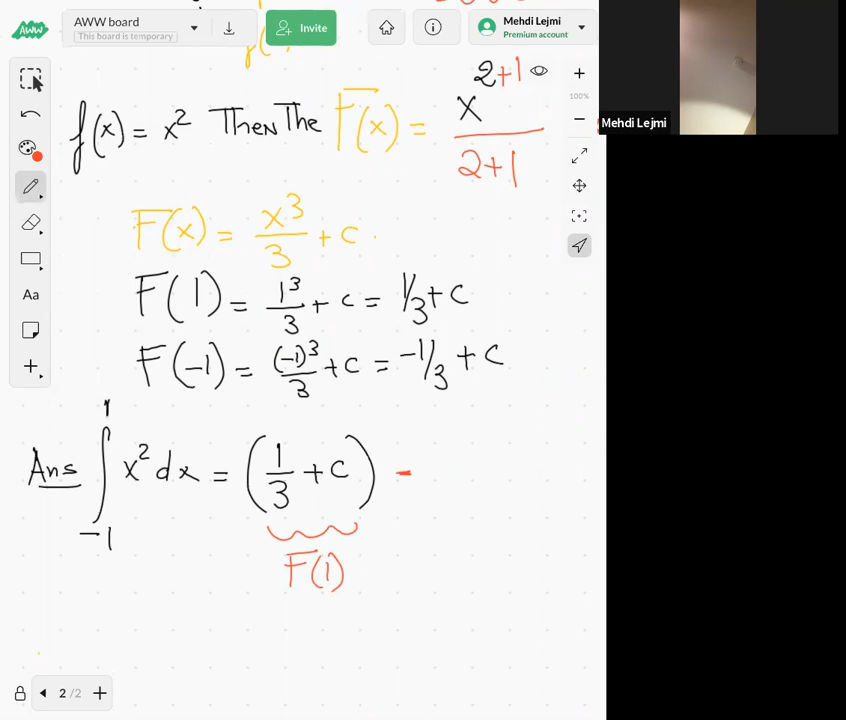 AWW
AWW board
This board is temporary
Invite
Mehdi Lejmi
Premium account
Mehdi Lejmi
100%
Aa
f(x) = x² Then The F(x) = x^(2+1) / (2+1)
F(x) = x³/3 + c .
F(1) = 1³/3 + c = 1/3 + c
F(-1) = (-1)³/3 + c = -1/3 + c
Ans ∫_{-1}^{1} x² dx = (1/3 + c) -
F(1)
2 / 2